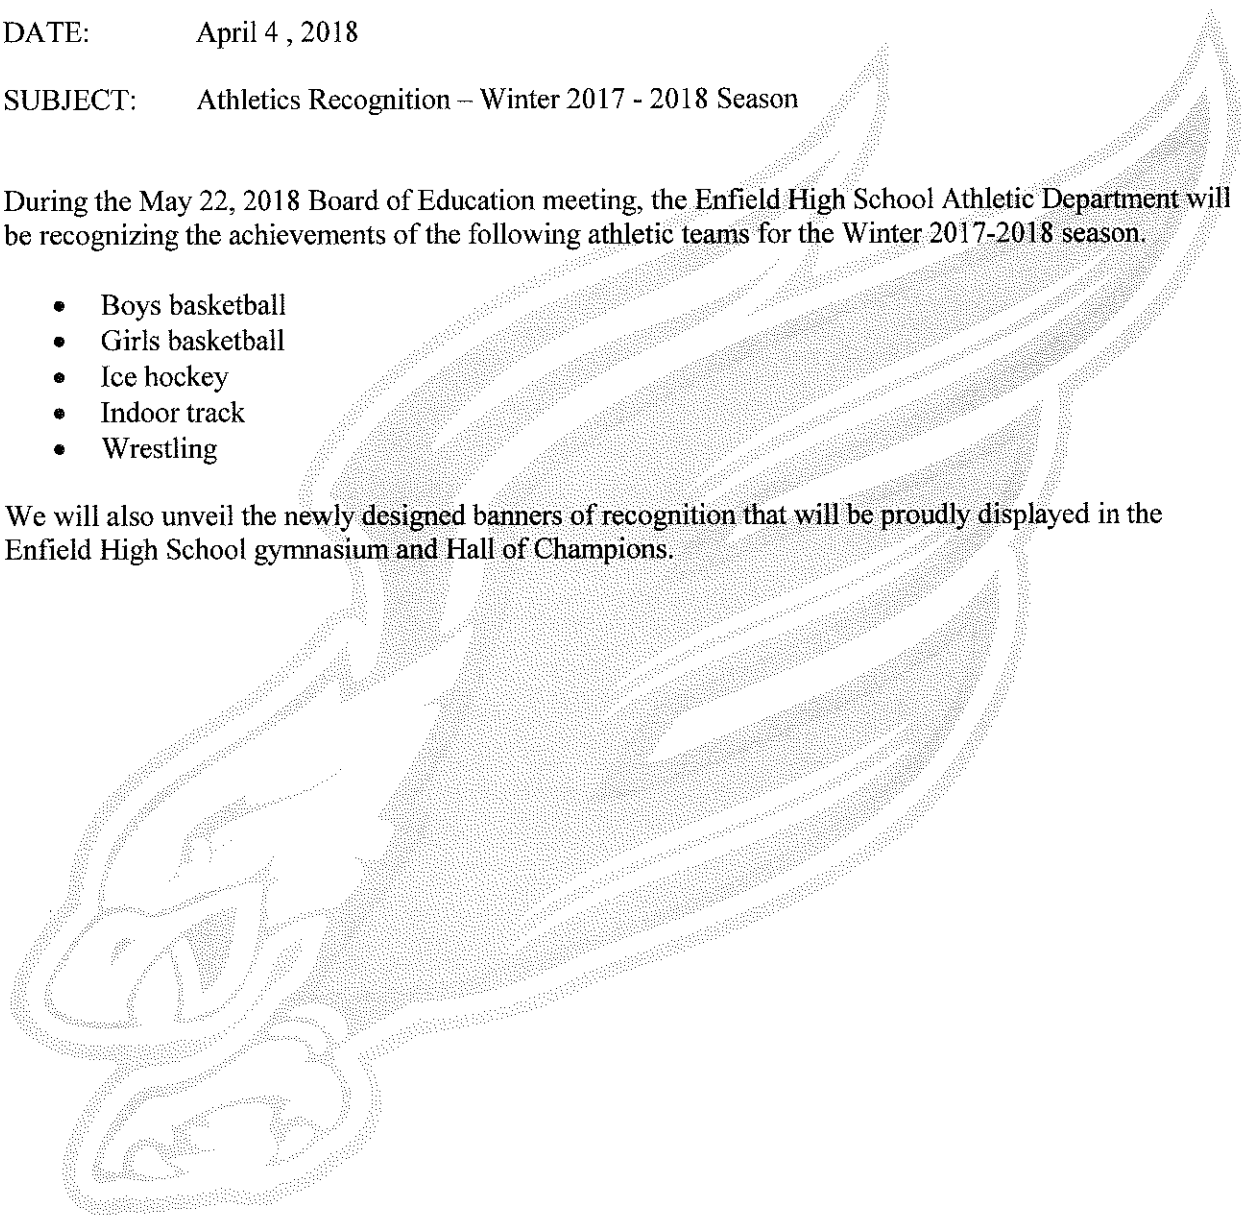 DATE: April 4 , 2018
SUBJECT: Athletics Recognition – Winter 2017 - 2018 Season
During the May 22, 2018 Board of Education meeting, the Enfield High School Athletic Department will
be recognizing the achievements of the following athletic teams for the Winter 2017-2018 season.
• Boys basketball
• Girls basketball
• Ice hockey
• Indoor track
• Wrestling
We will also unveil the newly designed banners of recognition that will be proudly displayed in the
Enfield High School gymnasium and Hall of Champions.